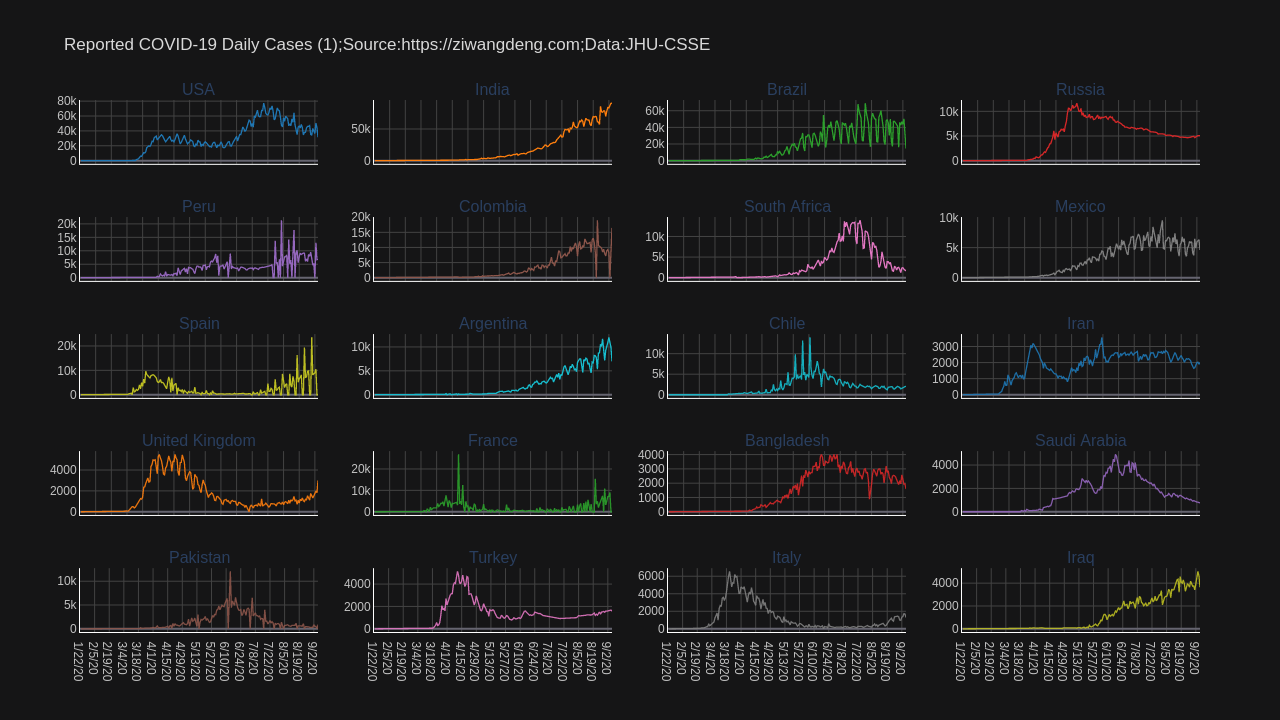 Reported COVID-19 Daily Cases (1);Source:https://ziwangdeng.com;Data:JHU-CSSE
USA
India
Brazil
Russia
80k
60k
40k
20k
0
50k
0
60k
40k
20k
0
10k
5k
0
Peru
Colombia
South Africa
Mexico
20k
15k
10k
5k
0
20k
15k
10k
5k
0
10k
5k
0
10k
5k
0
Spain
Argentina
Chile
Iran
20k
10k
0
10k
5k
0
10k
5k
0
3000
2000
1000
0
United Kingdom
France
Bangladesh
Saudi Arabia
4000
2000
0
20k
10k
0
4000
3000
2000
1000
0
4000
2000
0
Pakistan
Turkey
Italy
Iraq
10k
5k
0
4000
2000
0
6000
4000
2000
0
4000
2000
0
1/22/20 2/5/20 2/19/20 3/4/20 3/18/20 4/1/20 4/15/20 4/29/20 5/13/20 5/27/20 6/10/20 6/24/20 7/8/20 7/22/20 8/5/20 8/19/20 9/2/20
1/22/20 2/5/20 2/19/20 3/4/20 3/18/20 4/1/20 4/15/20 4/29/20 5/13/20 5/27/20 6/10/20 6/24/20 7/8/20 7/22/20 8/5/20 8/19/20 9/2/20
1/22/20 2/5/20 2/19/20 3/4/20 3/18/20 4/1/20 4/15/20 4/29/20 5/13/20 5/27/20 6/10/20 6/24/20 7/8/20 7/22/20 8/5/20 8/19/20 9/2/20
1/22/20 2/5/20 2/19/20 3/4/20 3/18/20 4/1/20 4/15/20 4/29/20 5/13/20 5/27/20 6/10/20 6/24/20 7/8/20 7/22/20 8/5/20 8/19/20 9/2/20